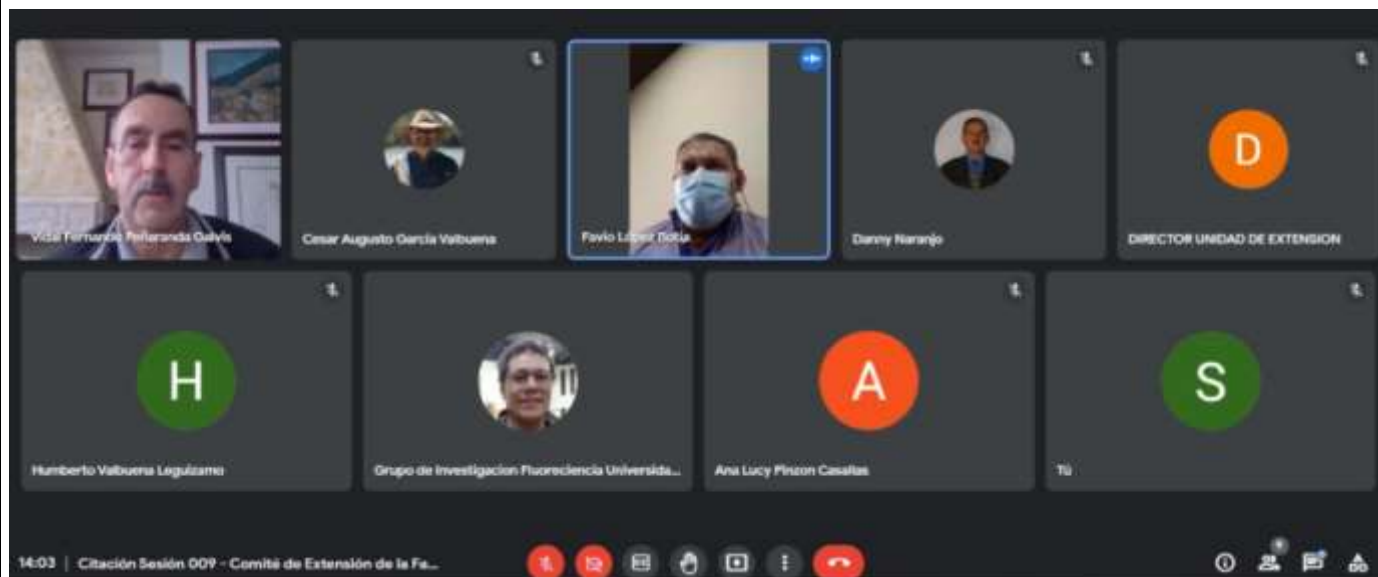 Vidal Fernando Peñaranda Galvis
Cesar Augusto García Valbuena
Favio López Botía
Danny Naranjo
D
DIRECTOR UNIDAD DE EXTENSION
H
Humberto Valbuena Leguizamo
Grupo de Investigacion Fluoreciencia Universida...
A
Ana Lucy Pinzon Casallas
S
Tú
14:03 | Citación Sesión 009 - Comité de Extensión de la Fa...
9